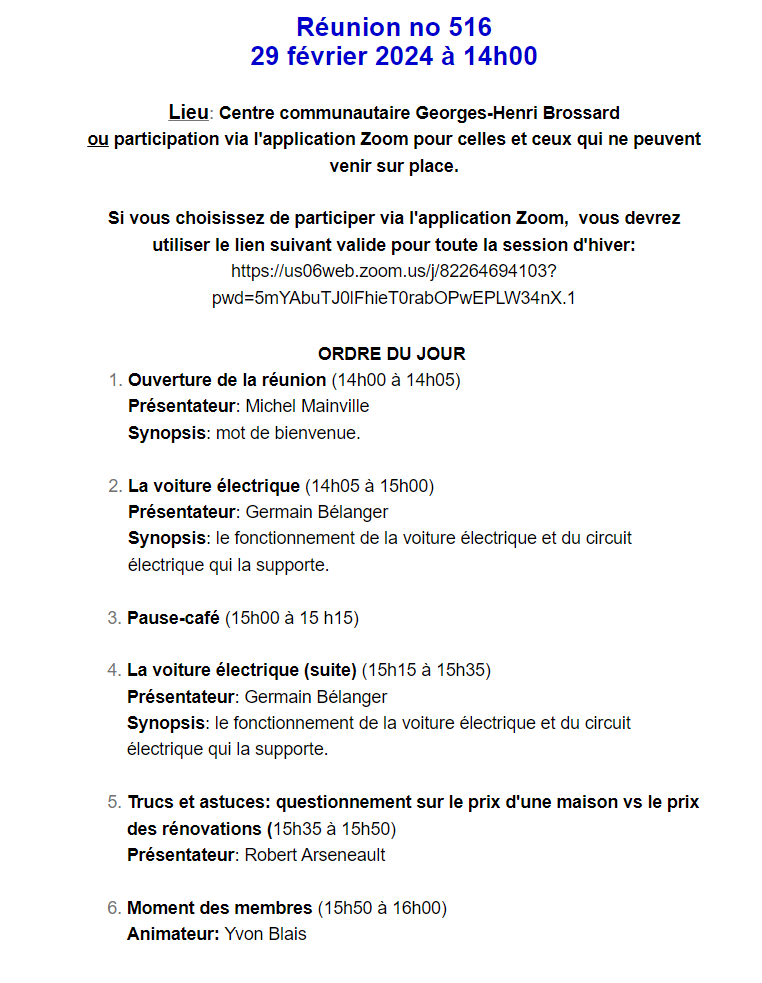 Réunion no 516
29 février 2024 à 14h00
Lieu: Centre communautaire Georges-Henri Brossard
ou participation via l'application Zoom pour celles et ceux qui ne peuvent
venir sur place.
Si vous choisissez de participer via l'application Zoom,  vous devrez
utiliser le lien suivant valide pour toute la session d'hiver:
https://us06web.zoom.us/j/82264694103?
pwd=5mYAbuTJ0lFhieT0rabOPwEPLW34nX.1
ORDRE DU JOUR
1. Ouverture de la réunion (14h00 à 14h05)
Présentateur: Michel Mainville
Synopsis: mot de bienvenue.
2. La voiture électrique (14h05 à 15h00)
Présentateur: Germain Bélanger
Synopsis: le fonctionnement de la voiture électrique et du circuit
électrique qui la supporte.
3. Pause-café (15h00 à 15 h15)
4. La voiture électrique (suite) (15h15 à 15h35)
Présentateur: Germain Bélanger
Synopsis: le fonctionnement de la voiture électrique et du circuit
électrique qui la supporte.
5. Trucs et astuces: questionnement sur le prix d'une maison vs le prix
des rénovations (15h35 à 15h50)
Présentateur: Robert Arseneault
6. Moment des membres (15h50 à 16h00)
Animateur: Yvon Blais